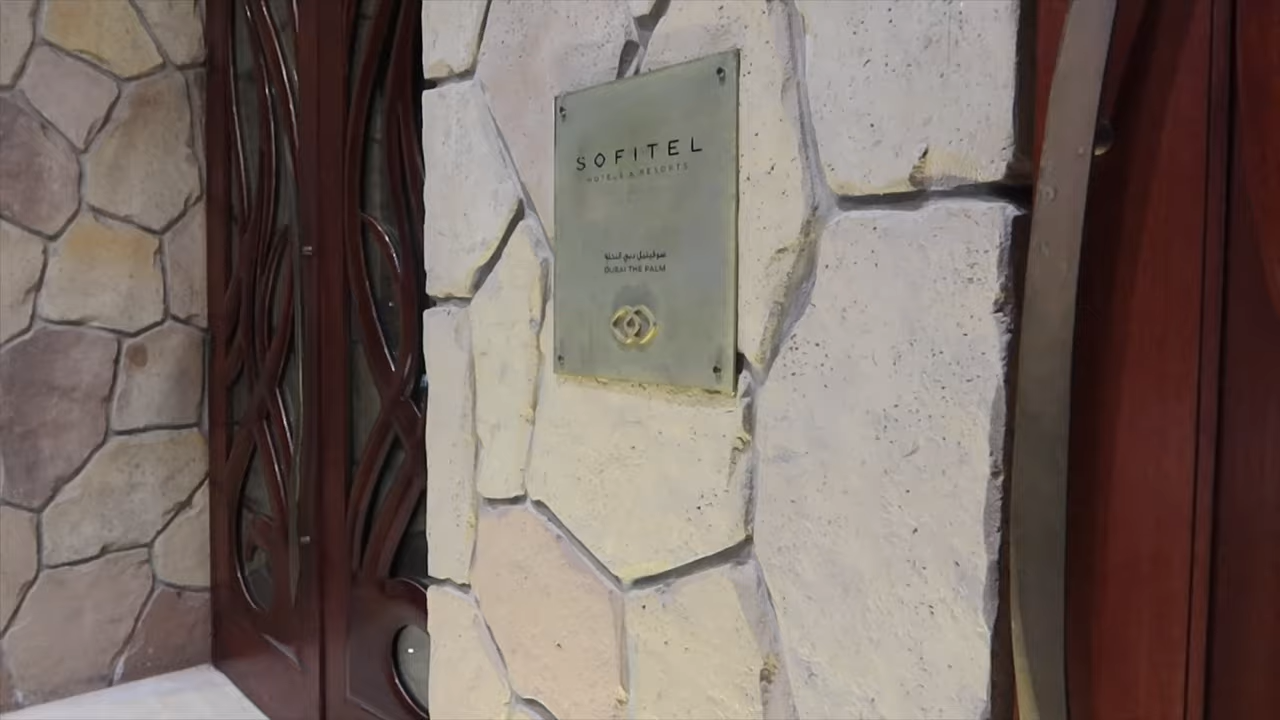 SOFITEL
HOTELS & RESORTS
سوفيتيل دبي النخلة
DUBAI THE PALM